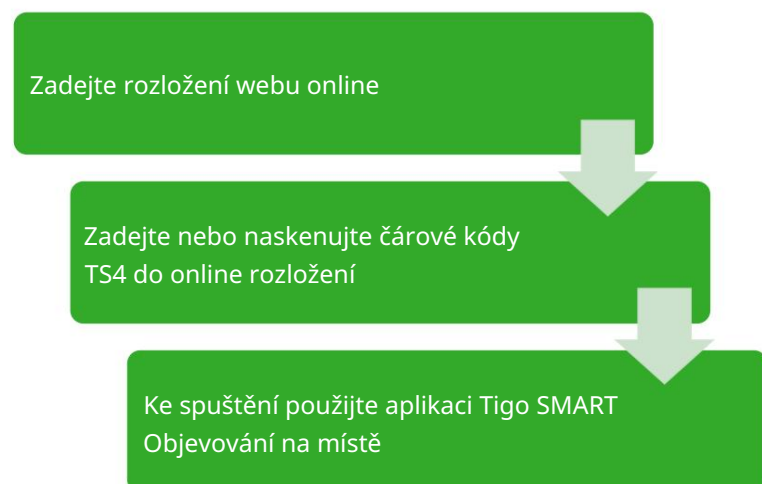 Zadejte rozložení webu online
Zadejte nebo naskenujte čárové kódy
TS4 do online rozložení
Ke spuštění použijte aplikaci Tigo SMART
Objevování na místě